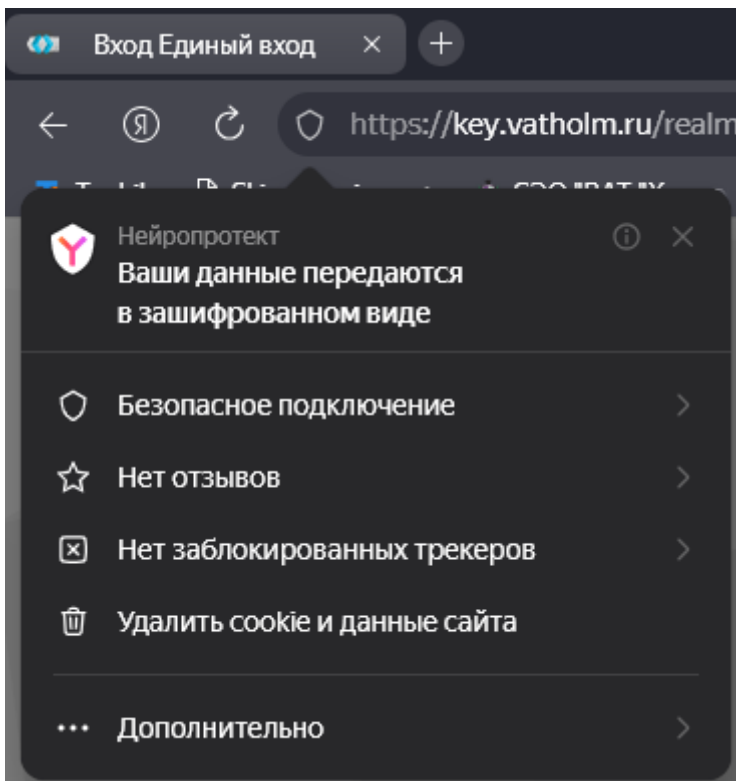 Вход Единый вход
https://key.vatholm.ru/realm
Нейропротект
Ваши данные передаются
в зашифрованном виде
Безопасное подключение
Нет отзывов
Нет заблокированных трекеров
Удалить cookie и данные сайта
Дополнительно